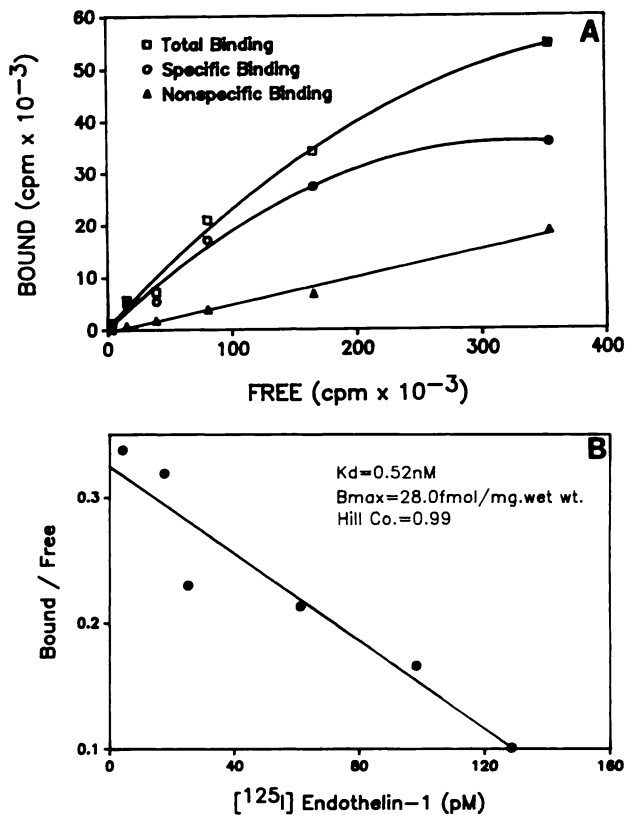 A
60
50
40
30
20
10
0
BOUND (cpm x 10⁻³)
Total Binding
Specific Binding
Nonspecific Binding
0 100 200 300 400
FREE (cpm x 10⁻³)
B
Kd=0.52nM
Bmax=28.0fmol/mg.wet wt.
Hill Co.=0.99
0.3
0.2
0.1
Bound / Free
0 40 80 120 160
[¹²⁵I] Endothelin-1 (pM)